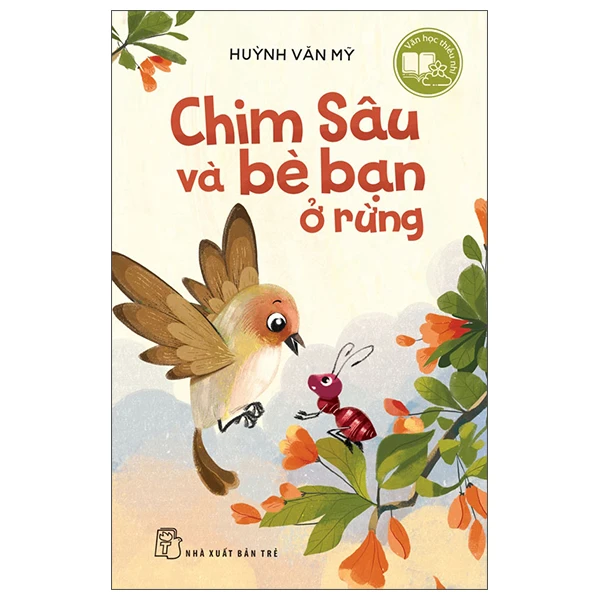 HUỲNH VĂN MỸ
Văn học thiếu nhi
Chim Sâu
và bè bạn
ở rừng
NHÀ XUẤT BẢN TRẺ